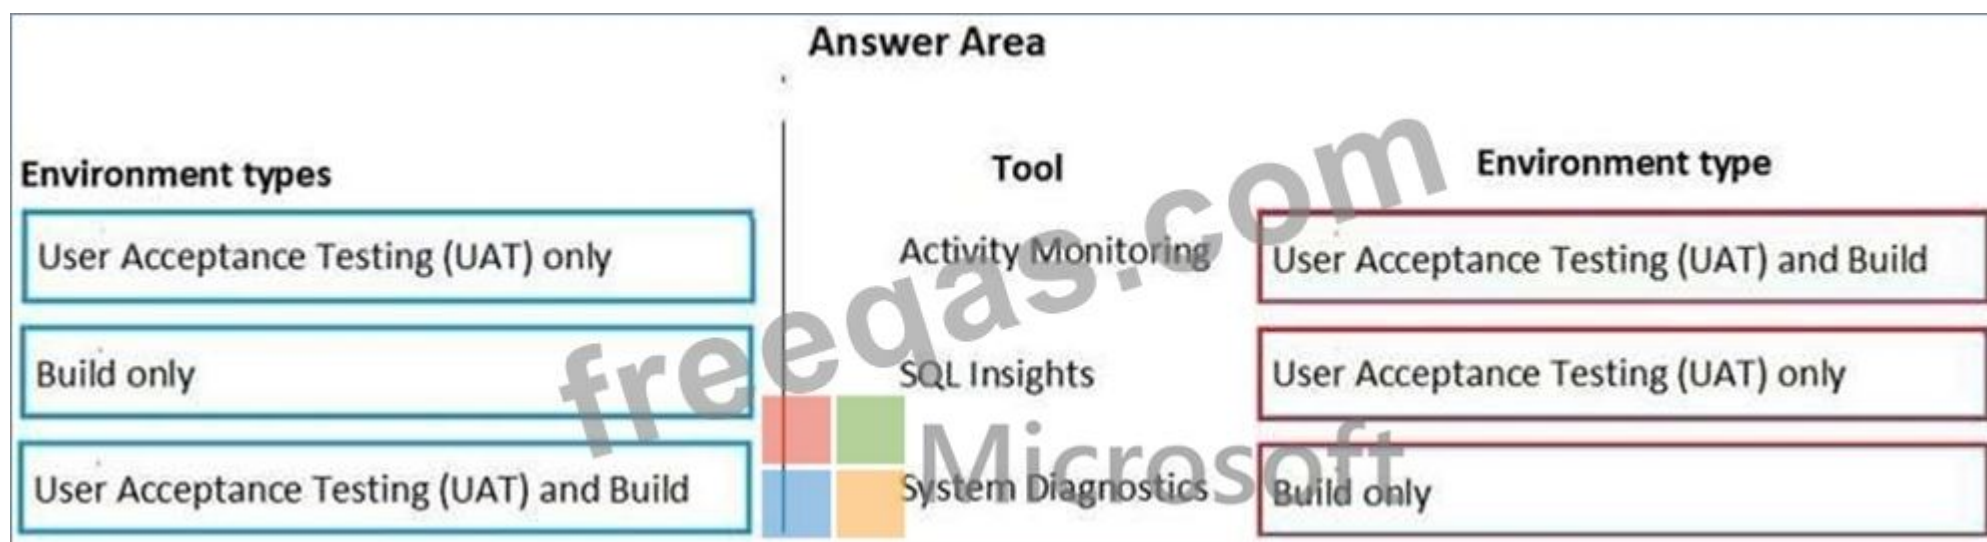 Answer Area
Environment types
Tool
Environment type
User Acceptance Testing (UAT) only
Activity Monitoring
User Acceptance Testing (UAT) and Build
Build only
SQL Insights
User Acceptance Testing (UAT) only
User Acceptance Testing (UAT) and Build
System Diagnostics
Build only
freeqas.com
Microsoft